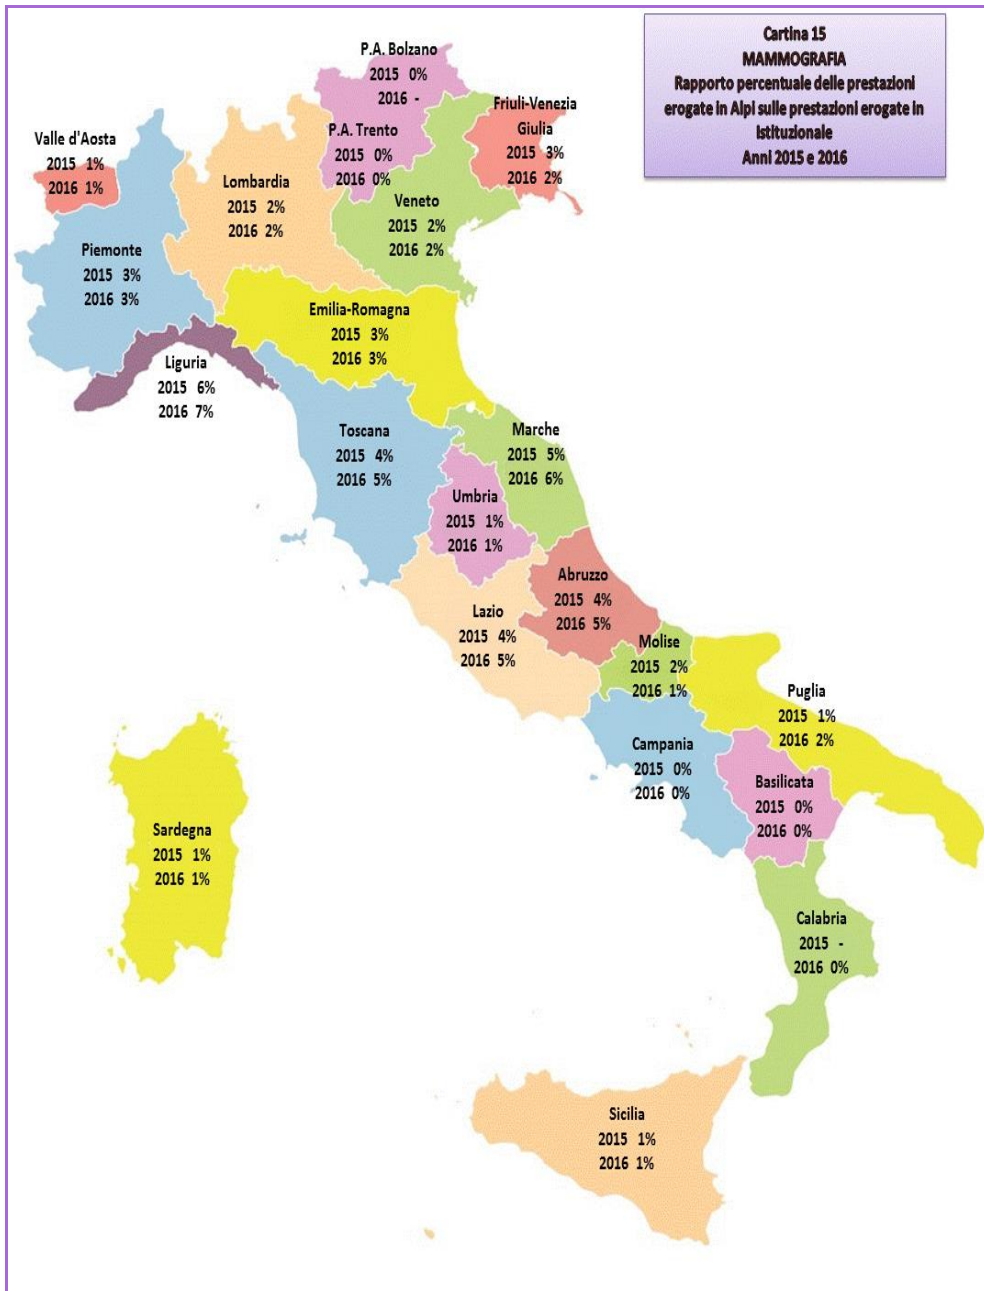 Cartina 15
MAMMOGRAFIA
Rapporto percentuale delle prestazioni
erogate in Alpi sulle prestazioni erogate in
Istituzionale
Anni 2015 e 2016
P.A. Bolzano
2015 0%
2016 -
Friuli-Venezia
Giulia
2015 3%
2016 2%
P.A. Trento
2015 0%
2016 0%
Valle d'Aosta
2015 1%
2016 1%
Lombardia
2015 2%
2016 2%
Veneto
2015 2%
2016 2%
Piemonte
2015 3%
2016 3%
Emilia-Romagna
2015 3%
2016 3%
Liguria
2015 6%
2016 7%
Toscana
2015 4%
2016 5%
Marche
2015 5%
2016 6%
Umbria
2015 1%
2016 1%
Abruzzo
2015 4%
2016 5%
Lazio
2015 4%
2016 5%
Molise
2015 2%
2016 1%
Puglia
2015 1%
2016 2%
Campania
2015 0%
2016 0%
Basilicata
2015 0%
2016 0%
Sardegna
2015 1%
2016 1%
Calabria
2015 -
2016 0%
Sicilia
2015 1%
2016 1%